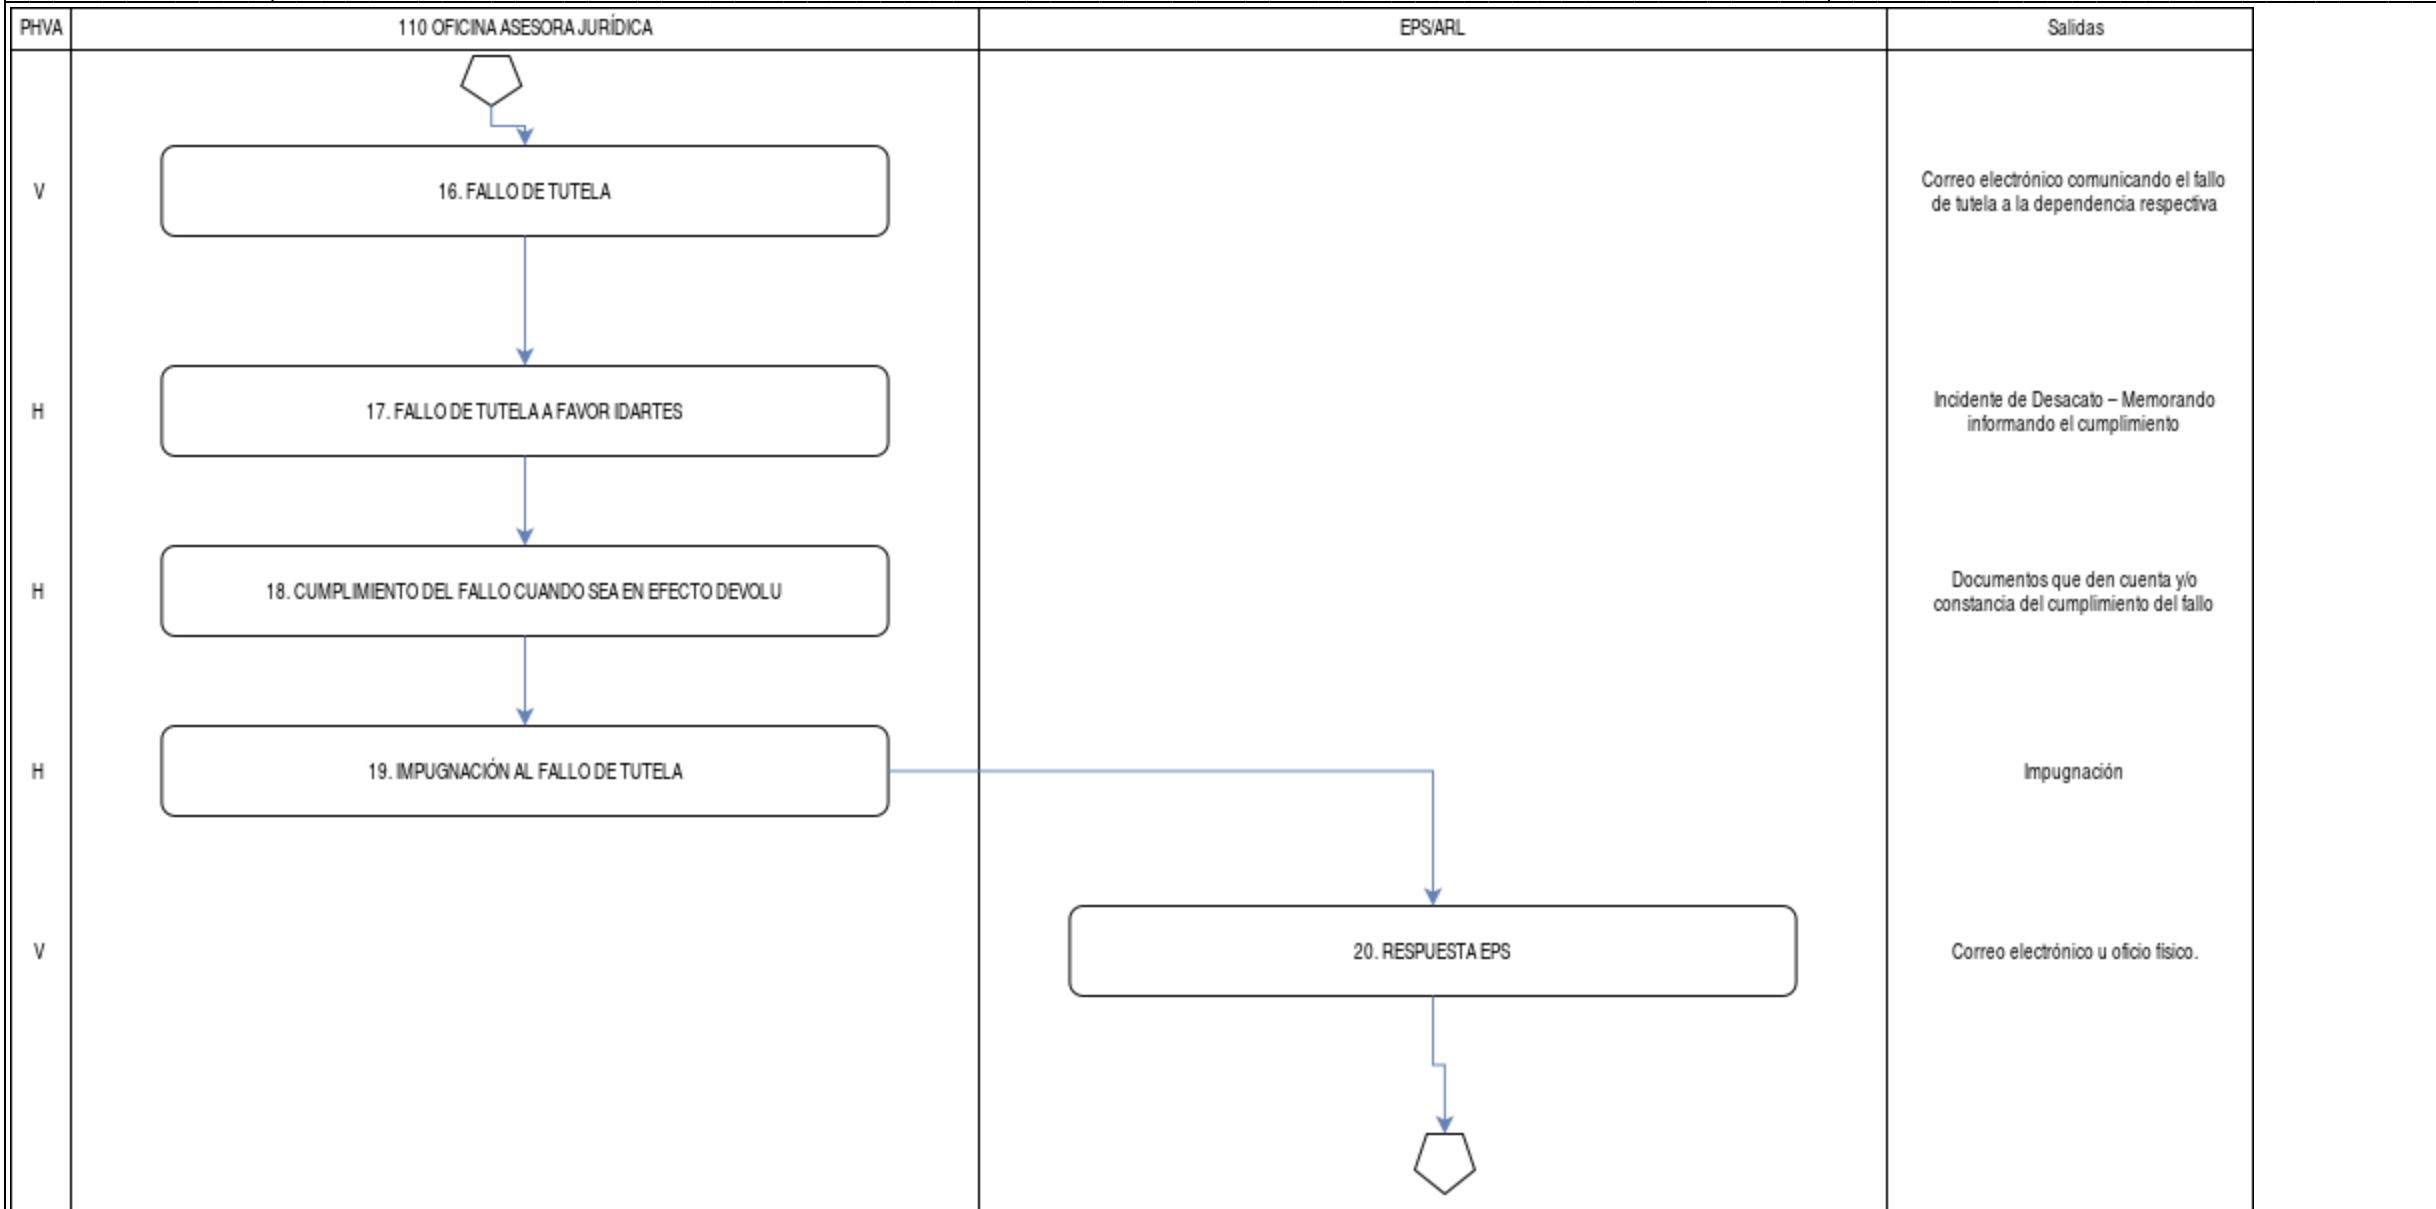 PHVA
110 OFICINA ASESORA JURÍDICA
EPS/ARL
Salidas
V
16. FALLO DE TUTELA
Correo electrónico comunicando el fallo
de tutela a la dependencia respectiva
H
17. FALLO DE TUTELA A FAVOR IDARTES
Incidente de Desacato – Memorando
informando el cumplimiento
H
18. CUMPLIMIENTO DEL FALLO CUANDO SEA EN EFECTO DEVOLU
Documentos que den cuenta y/o
constancia del cumplimiento del fallo
H
19. IMPUGNACIÓN AL FALLO DE TUTELA
Impugnación
V
20. RESPUESTA EPS
Correo electrónico u oficio físico.